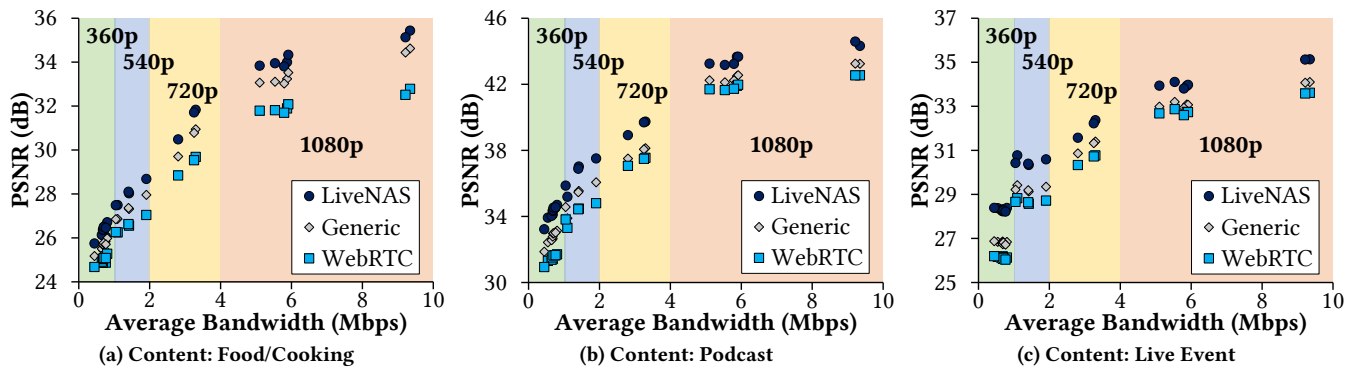 36
34
32
30
28
26
24
PSNR (dB)
360p
540p
720p
1080p
LiveNAS
Generic
WebRTC
0 2 4 6 8 10
Average Bandwidth (Mbps)
(a) Content: Food/Cooking
46
42
38
34
30
PSNR (dB)
360p
540p
720p
1080p
LiveNAS
Generic
WebRTC
0 2 4 6 8 10
Average Bandwidth (Mbps)
(b) Content: Podcast
37
35
33
31
29
27
25
PSNR (dB)
360p
540p
720p
1080p
LiveNAS
Generic
WebRTC
0 2 4 6 8 10
Average Bandwidth (Mbps)
(c) Content: Live Event